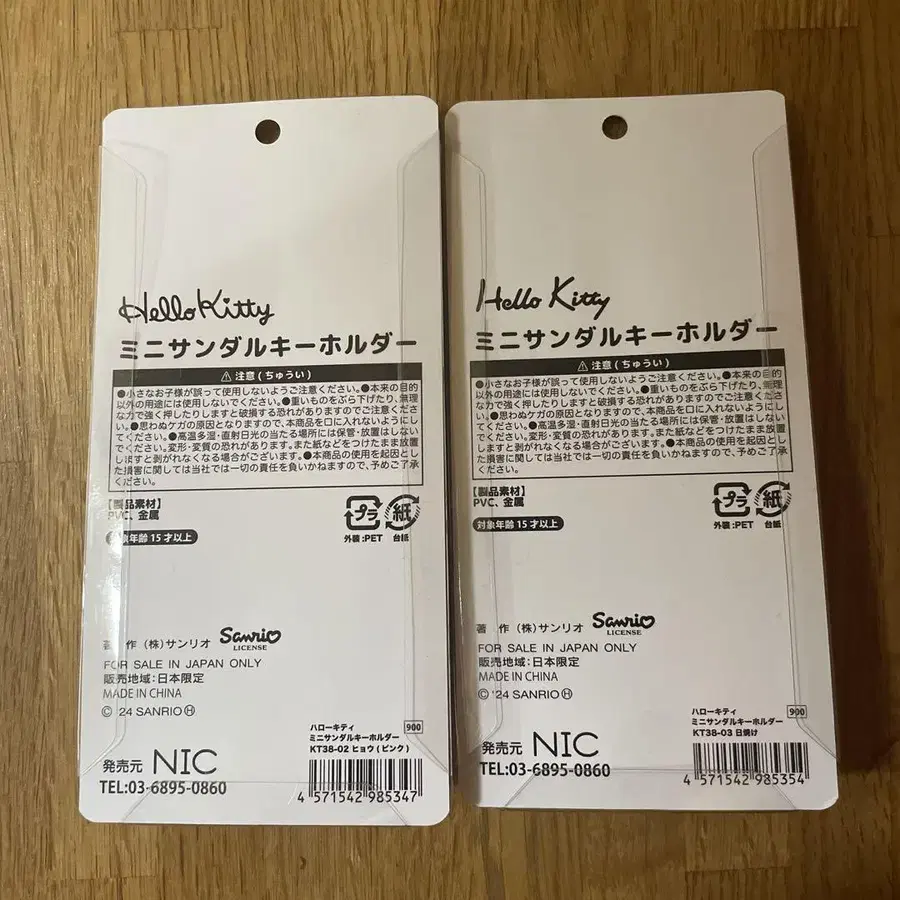 Hello Kitty
ミニサンダルキーホルダー
⚠ 注意 (ちゅうい)
●小さなお子様が誤って使用しないようご注意ください。●本来の目的
以外の用途には使用しないでください。●重いものをぶら下げたり、無理
な力で強く押したりしますと破損する恐れがありますのでご注意くださ
い。●思わぬケガの原因となりますので、本商品を口に入れないようにし
てください。●高温多湿・直射日光の当たる場所には保管・放置はしない
でください。変形・変質の恐れがあります。また紙などをつけたまま放置
しますと剥がれなくなる場合がございます。●本商品の使用を起因とし
た損害に関しては当社では一切の責任を負いかねますので、予めご了承
ください。
【製品素材】
PVC、金属
プラ 紙
外装:PET 台紙
対象年齢15才以上
著 作 (株)サンリオ Sanrio
LICENSE
FOR SALE IN JAPAN ONLY
販売地域:日本限定
MADE IN CHINA
© '24 SANRIO Ⓗ
ハローキティ 900
ミニサンダルキーホルダー
KT38-02 ヒョウ(ピンク)
発売元 NIC
TEL:03-6895-0860
4 571542 985347
Hello Kitty
ミニサンダルキーホルダー
⚠ 注意 (ちゅうい)
●小さなお子様が誤って使用しないようご注意ください。●本来の目的
以外の用途には使用しないでください。●重いものをぶら下げたり、無理
な力で強く押したりしますと破損する恐れがありますのでご注意くださ
い。●思わぬケガの原因となりますので、本商品を口に入れないようにし
てください。●高温多湿・直射日光の当たる場所には保管・放置はしない
でください。変形・変質の恐れがあります。また紙などをつけたまま放置
しますと剥がれなくなる場合がございます。●本商品の使用を起因とし
た損害に関しては当社では一切の責任を負いかねますので、予めご了承
ください。
【製品素材】
PVC、金属
プラ 紙
外装:PET 台紙
対象年齢15才以上
著 作 (株)サンリオ Sanrio
LICENSE
FOR SALE IN JAPAN ONLY
販売地域:日本限定
MADE IN CHINA
© '24 SANRIO Ⓗ
ハローキティ 900
ミニサンダルキーホルダー
KT38-03 日焼け
発売元 NIC
TEL:03-6895-0860
4 571542 985354